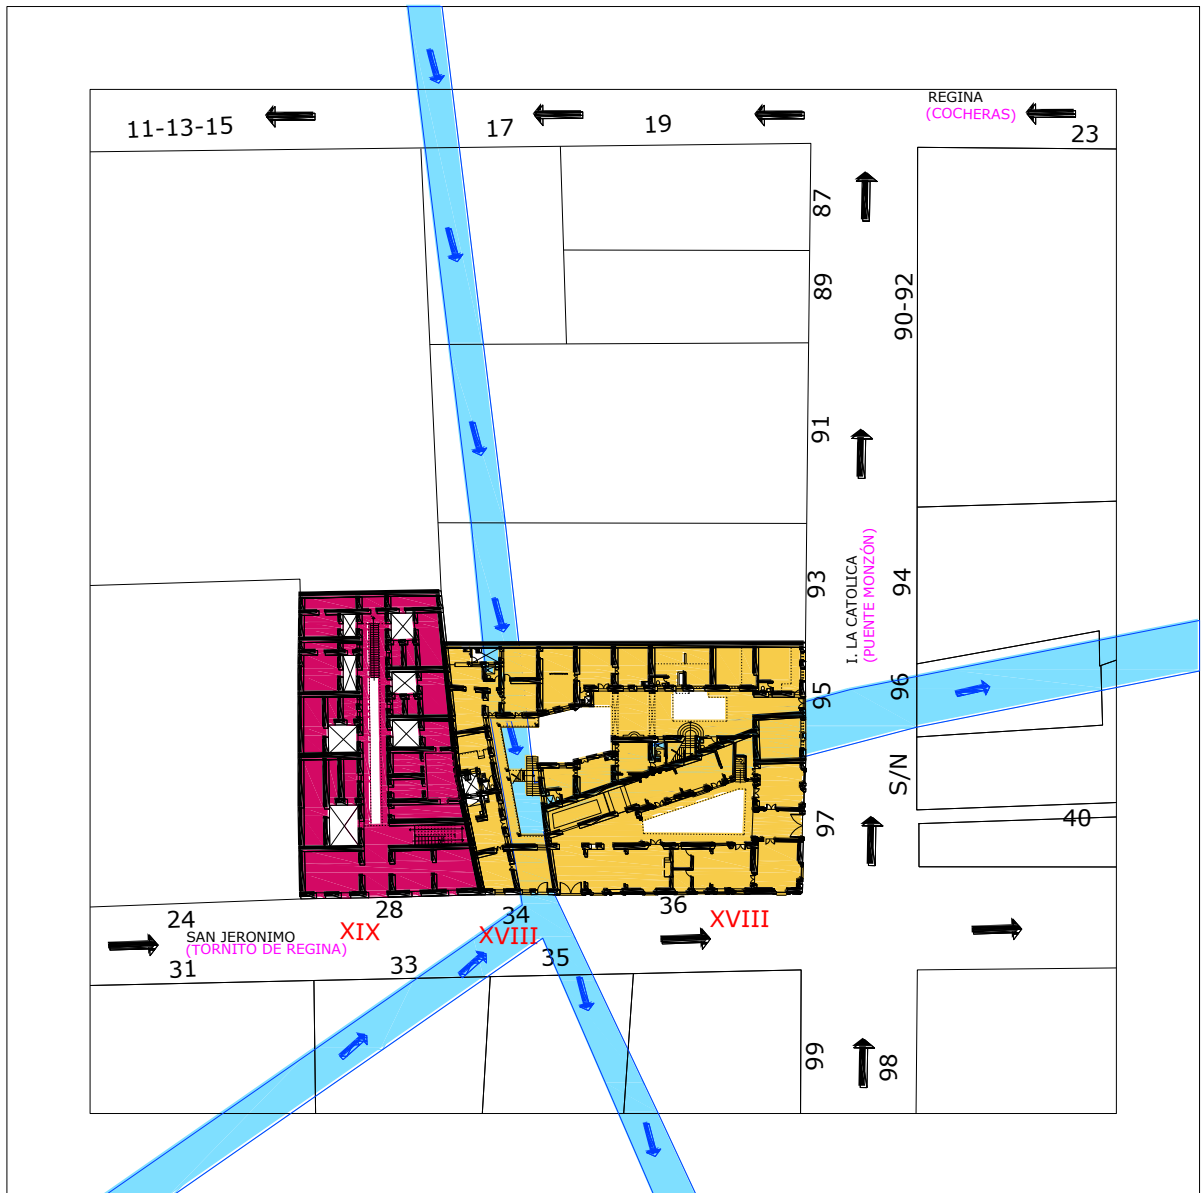 REGINA
(COCHERAS)
11-13-15
17
19
23
87
89
90-92
91
93
94
I. LA CATOLICA
(PUENTE MONZÓN)
95
96
S/N
97
40
24
28
34
36
XIX
XVIII
XVIII
SAN JERONIMO
(TORNITO DE REGINA)
31
33
35
99
98